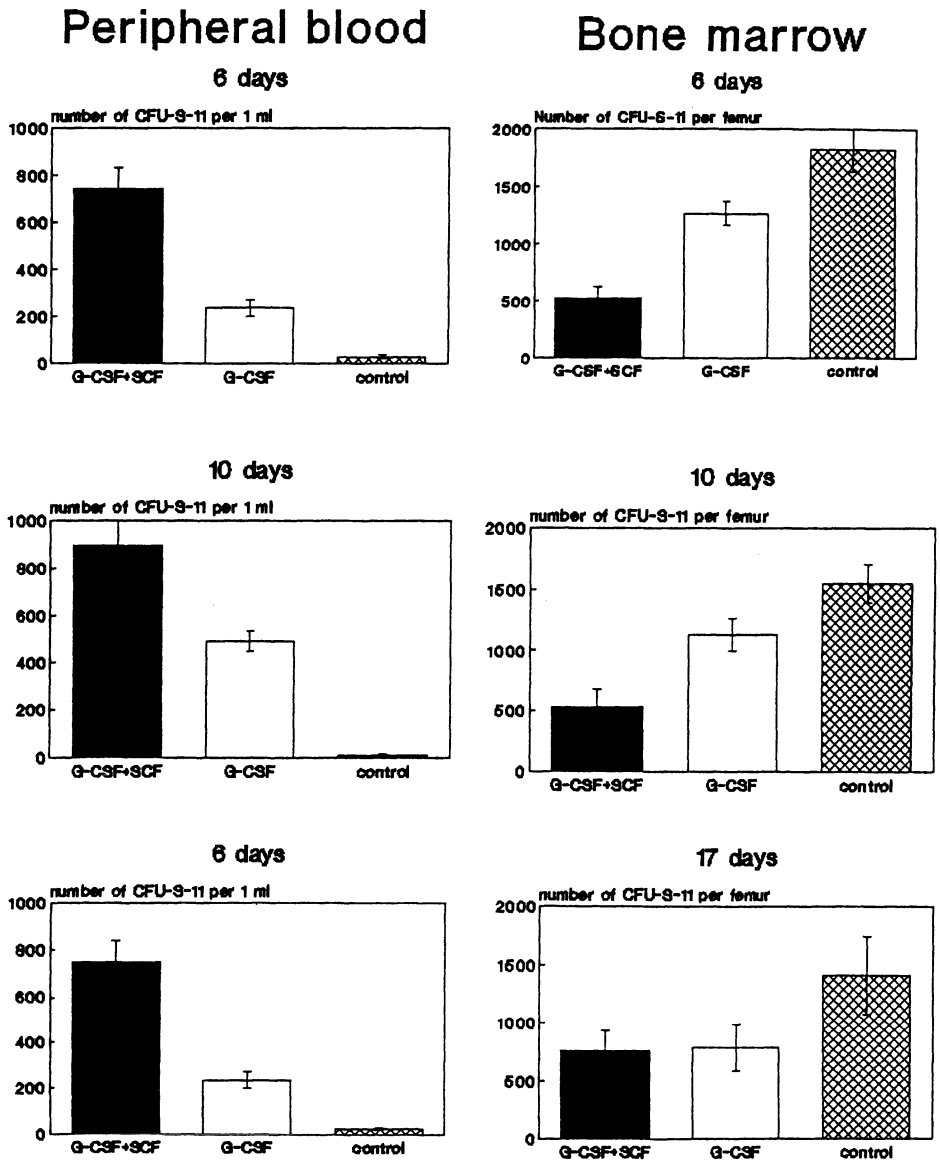 Peripheral blood
6 days
number of CFU-S-11 per 1 ml
1000
800
600
400
200
0
G-CSF+SCF G-CSF control
10 days
number of CFU-S-11 per 1 ml
1000
800
600
400
200
0
G-CSF+SCF G-CSF control
6 days
number of CFU-S-11 per 1 ml
1000
800
600
400
200
0
G-CSF+SCF G-CSF control
Bone marrow
6 days
Number of CFU-S-11 per femur
2000
1500
1000
500
0
G-CSF+SCF G-CSF control
10 days
number of CFU-S-11 per femur
2000
1500
1000
500
0
G-CSF+SCF G-CSF control
17 days
number of CFU-S-11 per femur
2000
1500
1000
500
0
G-CSF+SCF G-CSF control